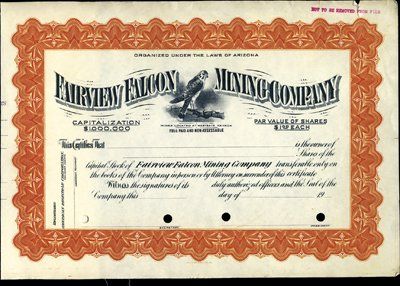 NOT TO BE REMOVED FROM FILE
ORGANIZED UNDER THE LAWS OF ARIZONA
FAIRVIEW FALCON MINING COMPANY
CAPITALIZATION
$1,000,000
PAR VALUE OF SHARES
$1.00 EACH
FULL PAID AND NON-ASSESSABLE
This Certifies that
is the owner of
Shares of the
Capital Stock of Fairview Falcon Mining Company transferable only on
the books of the Company in person or by Attorney on surrender of this certificate
Witness the signatures of its duly authorized officers and the Seal of the
Company this day of 19
SECRETARY
PRESIDENT